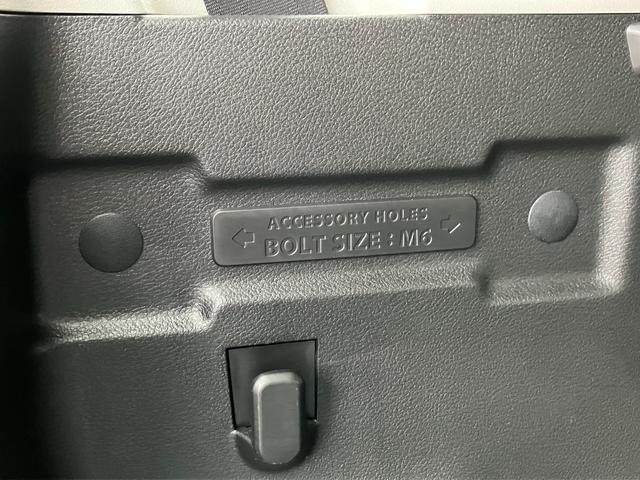 ACCESSORY HOLES
BOLT SIZE : M6